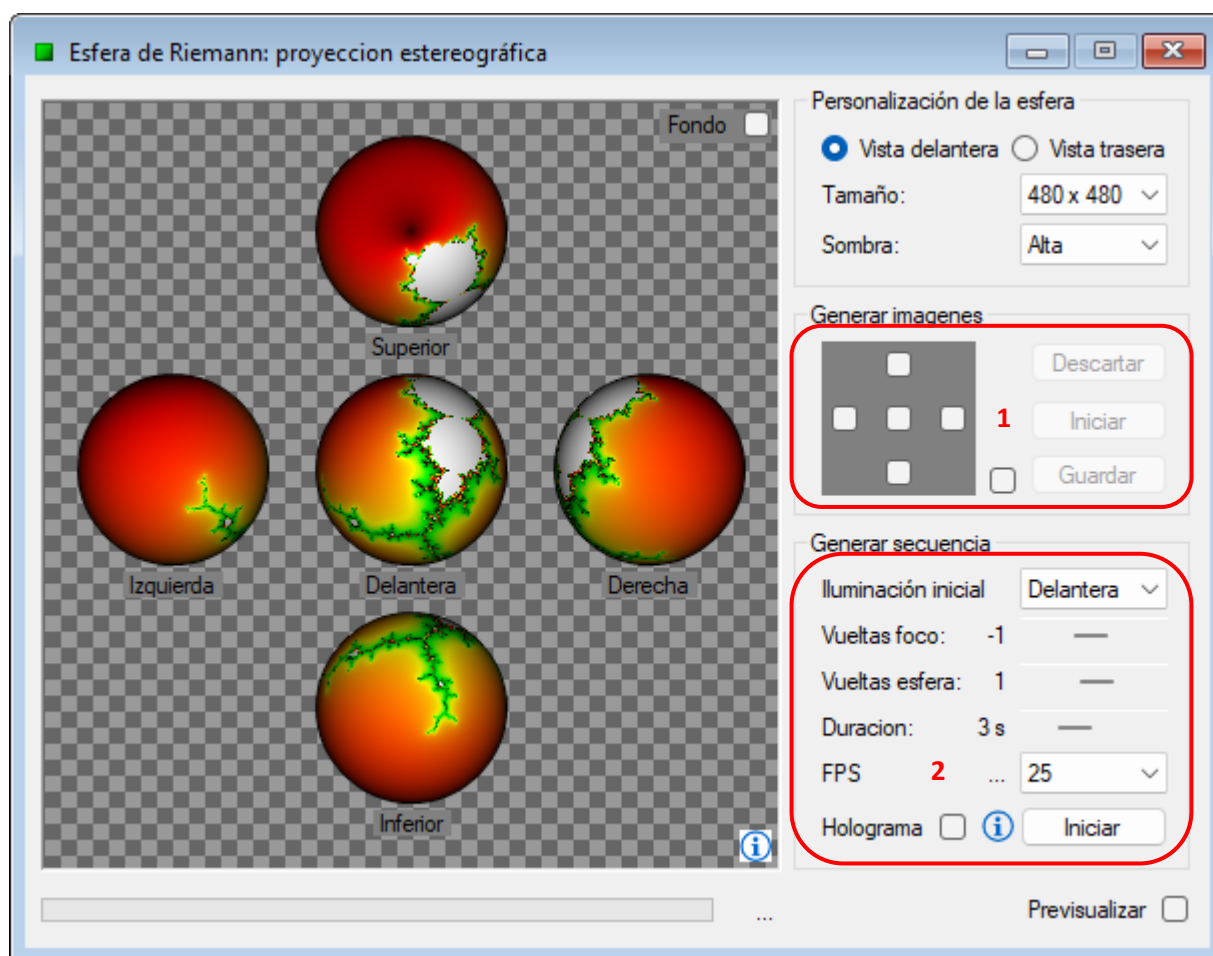 Esfera de Riemann: proyeccion estereográfica
Fondo
Superior
Izquierda
Delantera
Derecha
Inferior
...
Personalización de la esfera
Vista delantera
Vista trasera
Tamaño: 480 x 480
Sombra: Alta
Generar imagenes
Descartar
1
Iniciar
Guardar
Generar secuencia
Iluminación inicial Delantera
Vueltas foco: -1
Vueltas esfera: 1
Duracion: 3 s
FPS 2 ... 25
Holograma i Iniciar
i
Previsualizar